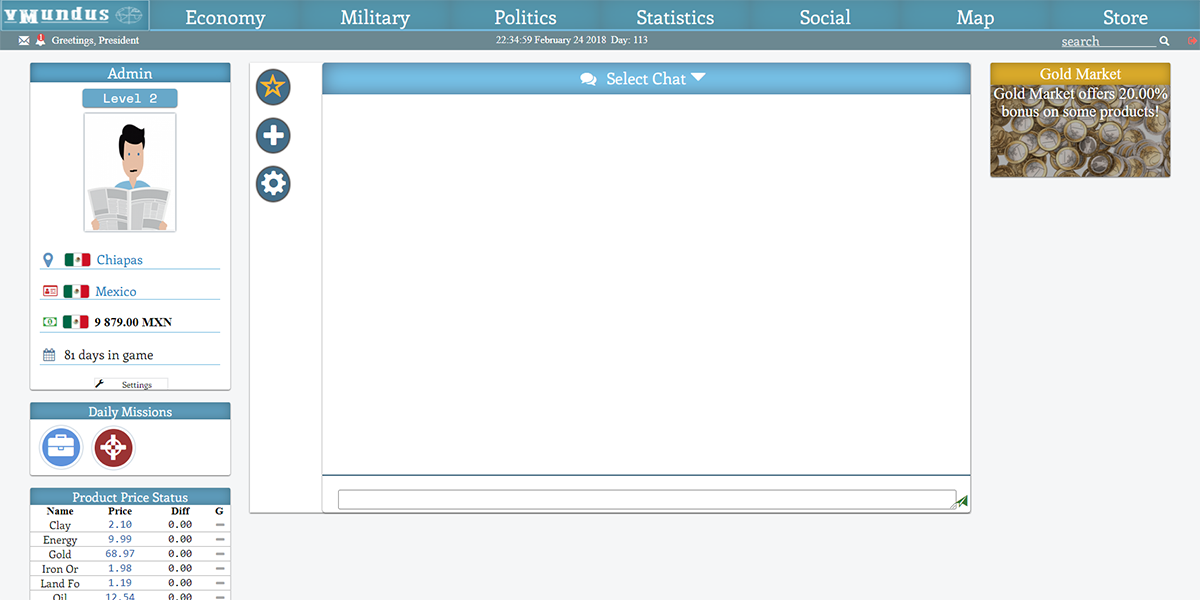 vMundus
Economy
Military
Politics
Statistics
Social
Map
Store
Greetings, President
22:34:59 February 24 2018 Day: 113
search
Admin
Level 2
Chiapas
Mexico
9 879.00 MXN
81 days in game
Settings
Daily Missions
Product Price Status
Name Price Diff G
Clay 2.10 0.00
Energy 9.99 0.00
Gold 68.97 0.00
Iron Or 1.98 0.00
Land Fo 1.19 0.00
Oil 12.54 0.00
Select Chat
Gold Market
Gold Market offers 20.00%
bonus on some products!